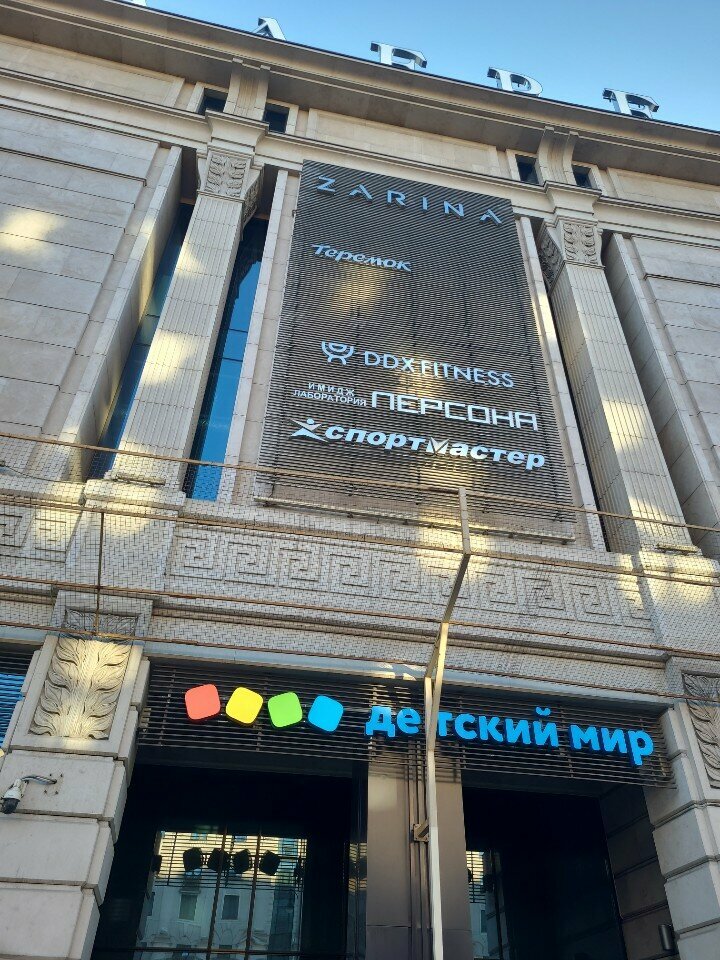 ZARINA
Теремок
DDX FITNESS
ИМИДЖ
ЛАБОРАТОРИЯ
ПЕРСОНА
спортмастер
детский мир